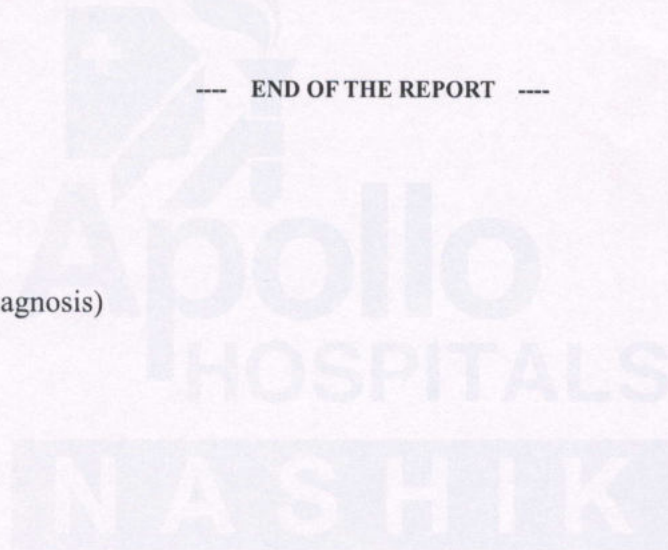 ---- END OF THE REPORT ----
Apollo
agnosis)
HOSPITALS
NASHIK